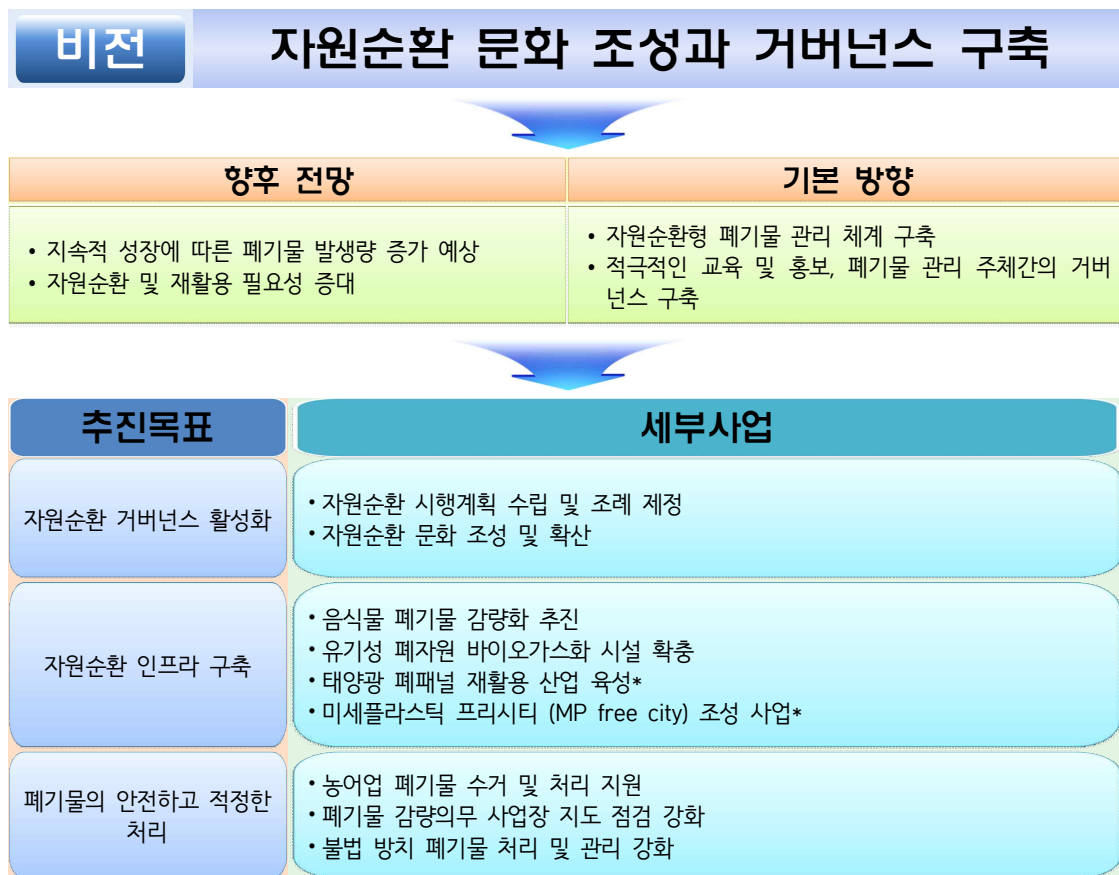 비전
자원순환 문화 조성과 거버넌스 구축
향후 전망
기본 방향
• 지속적 성장에 따른 폐기물 발생량 증가 예상
• 자원순환 및 재활용 필요성 증대
• 자원순환형 폐기물 관리 체계 구축
• 적극적인 교육 및 홍보, 폐기물 관리 주체간의 거버
넌스 구축
추진목표
세부사업
자원순환 거버넌스 활성화
• 자원순환 시행계획 수립 및 조례 제정
• 자원순환 문화 조성 및 확산
자원순환 인프라 구축
• 음식물 폐기물 감량화 추진
• 유기성 폐자원 바이오가스화 시설 확충
• 태양광 폐패널 재활용 산업 육성*
• 미세플라스틱 프리시티 (MP free city) 조성 사업*
폐기물의 안전하고 적정한
처리
• 농어업 폐기물 수거 및 처리 지원
• 폐기물 감량의무 사업장 지도 점검 강화
• 불법 방치 폐기물 처리 및 관리 강화